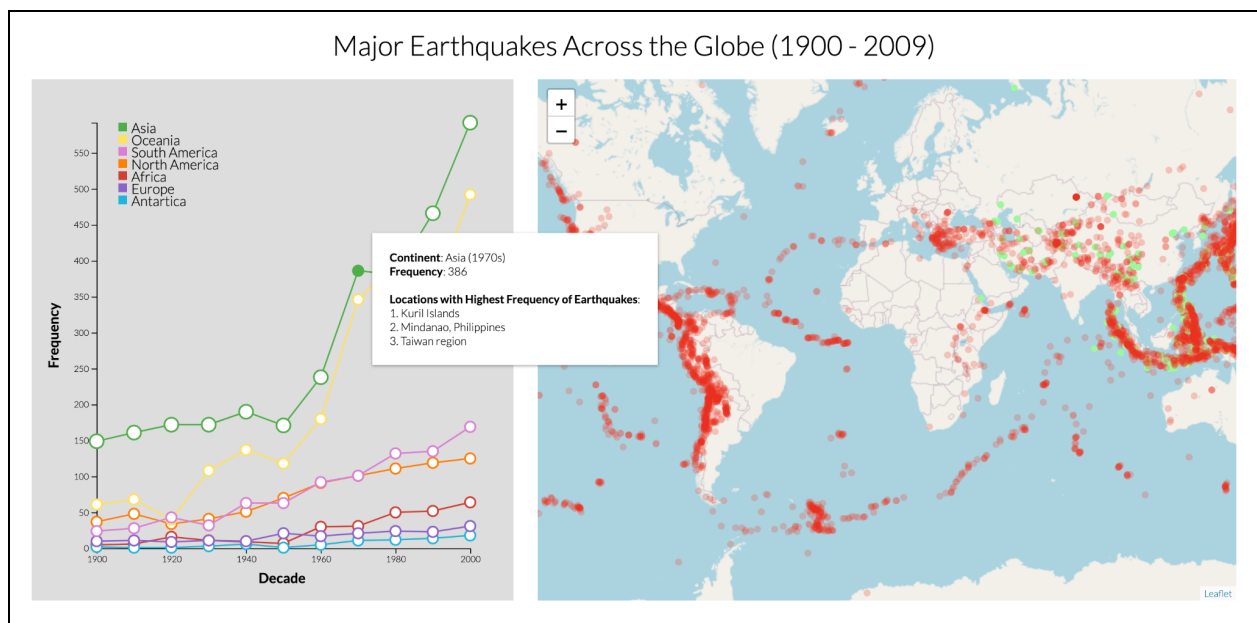 Major Earthquakes Across the Globe (1900 - 2009)
Asia
Oceania
South America
North America
Africa
Europe
Antartica
550
500
450
400
350
300
250
200
150
100
50
0
Frequency
1900
1920
1940
1960
1980
2000
Decade
Continent: Asia (1970s)
Frequency: 386
Locations with Highest Frequency of Earthquakes:
1. Kuril Islands
2. Mindanao, Philippines
3. Taiwan region
+
−
Leaflet